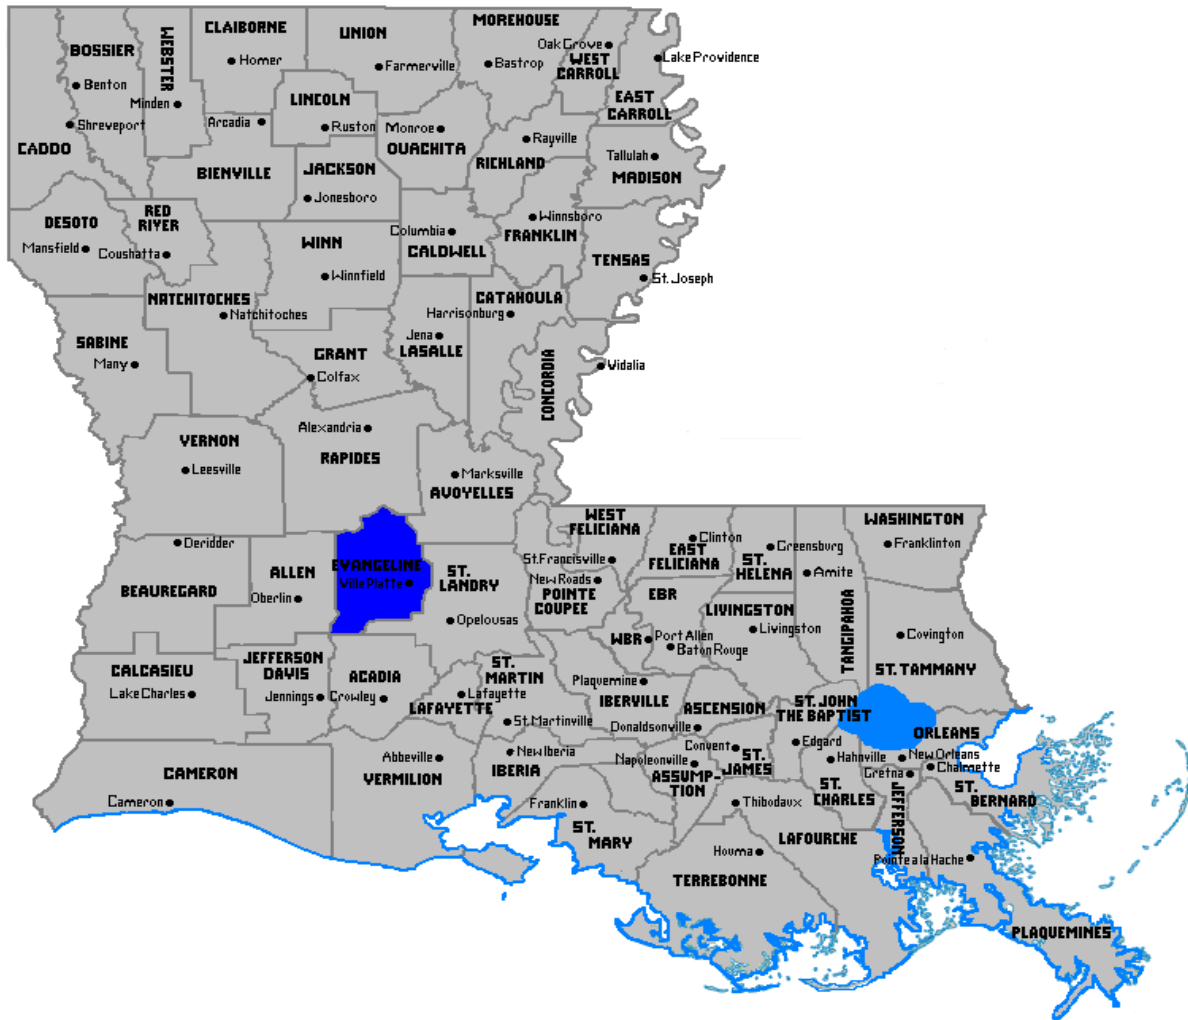 CLAIBORNE
UNION
MOREHOUSE
WEBSTER
BOSSIER
Homer
Farmerville
Bastrop
Oak Grove
WEST
CARROLL
Lake Providence
Benton
Minden
LINCOLN
EAST
CARROLL
Shreveport
Arcadia
Ruston
Monroe
OUACHITA
Rayville
CADDO
BIENVILLE
JACKSON
RICHLAND
Tallulah
MADISON
Jonesboro
DESOTO
RED
RIVER
Mansfield
Coushatta
WINN
Winnfield
Columbia
CALDWELL
Winnsboro
FRANKLIN
TENSAS
St. Joseph
NATCHITOCHES
Natchitoches
CATAHOULA
Harrisonburg
SABINE
Many
GRANT
Colfax
Jena
LASALLE
CONCORDIA
Vidalia
VERNON
Leesville
Alexandria
RAPIDES
Marksville
AVOYELLES
WEST
FELICIANA
WASHINGTON
Franklinton
Deridder
BEAUREGARD
ALLEN
Oberlin
EVANGELINE
Ville Platte
ST.
LANDRY
Opelousas
St. Francisville
New Roads
POINTE
COUPEE
Clinton
EAST
FELICIANA
Greensburg
ST.
HELENA
Amite
EBR
LIVINGSTON
Livingston
TANGIPAHOA
Covington
ST. TAMMANY
WBR
Port Allen
Baton Rouge
CALCASIEU
Lake Charles
JEFFERSON
DAVIS
Jennings
ACADIA
Crowley
ST.
MARTIN
Lafayette
LAFAYETTE
St. Martinville
Plaquemine
IBERVILLE
ASCENSION
Donaldsonville
ST. JOHN
THE BAPTIST
ORLEANS
CAMERON
Cameron
Abbeville
VERMILION
New Iberia
IBERIA
Convent
Napoleonville
ASSUMP-
TION
ST.
JAMES
Edgard
Hahnville
New Orleans
Chalmette
Gretna
ST.
CHARLES
JEFFERSON
ST.
BERNARD
Franklin
ST.
MARY
Thibodaux
LAFOURCHE
Houma
TERREBONNE
Pointe a la Hache
PLAQUEMINES